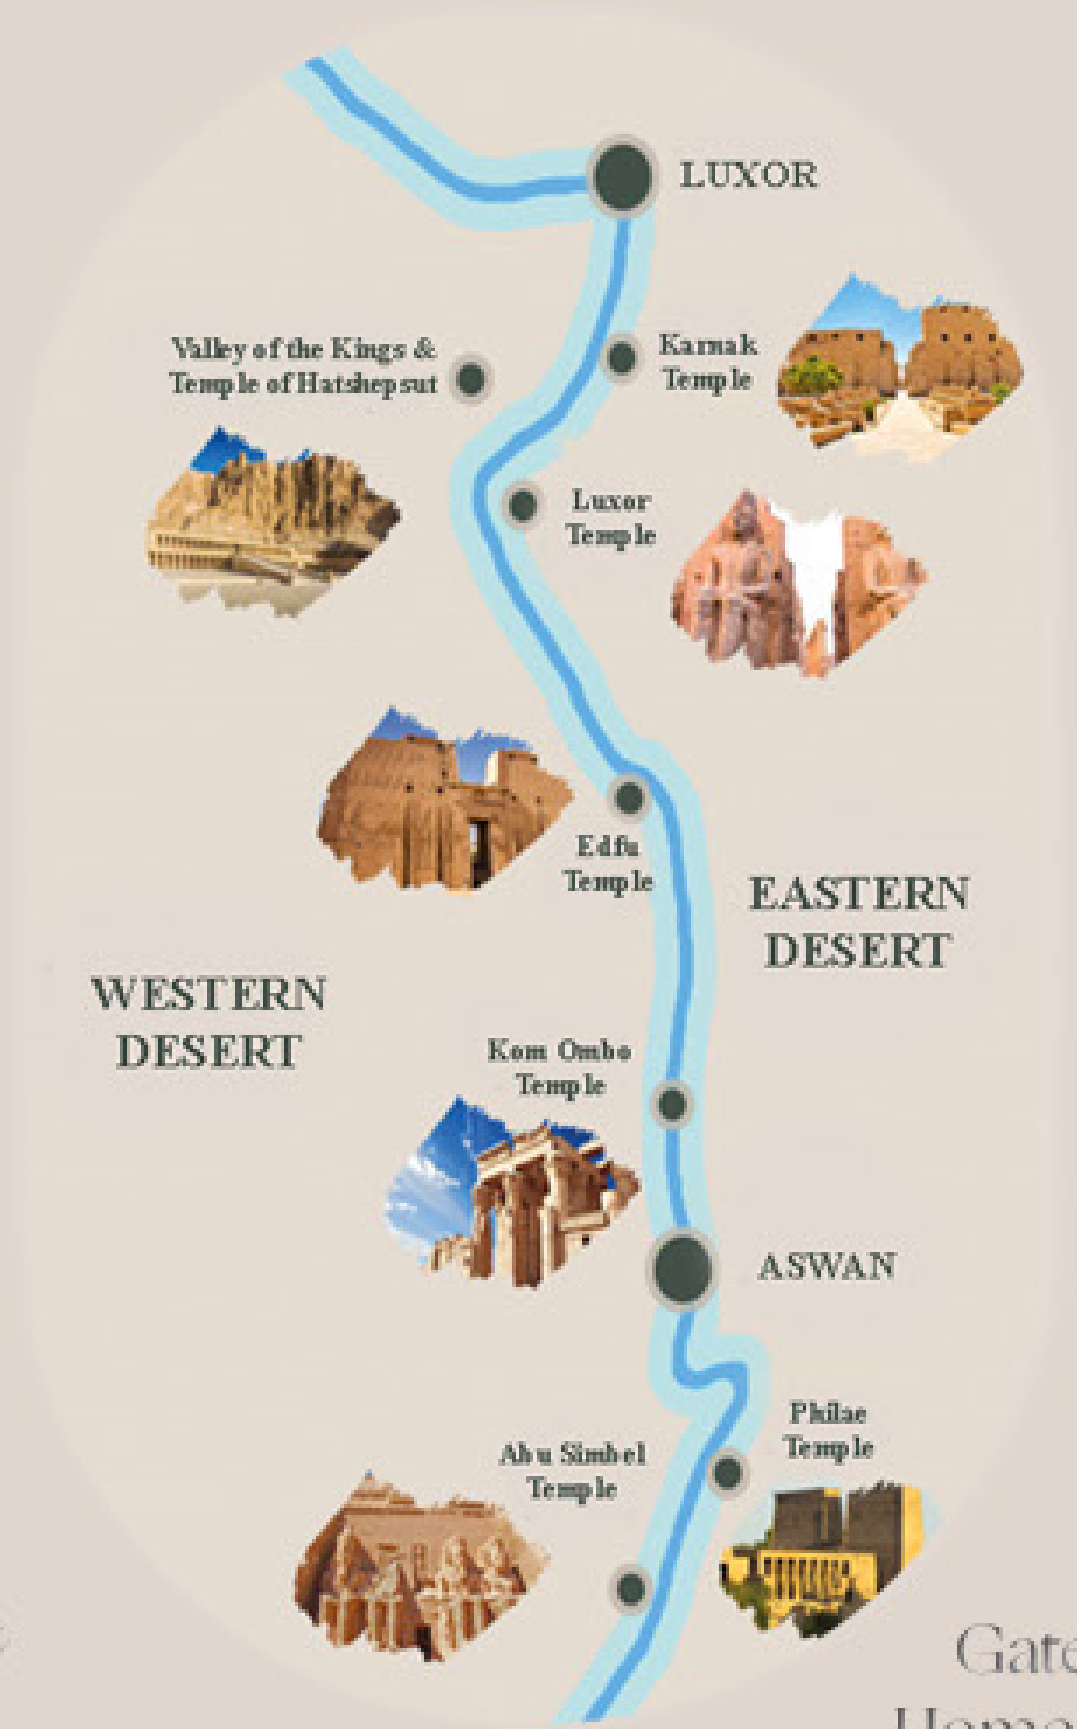 LUXOR
Valley of the Kings &
Temple of Hatshepsut
Karnak
Temple
Luxor
Temple
Edfu
Temple
EASTERN
DESERT
WESTERN
DESERT
Kom Ombo
Temple
ASWAN
Philae
Temple
Abu Simbel
Temple
Gate